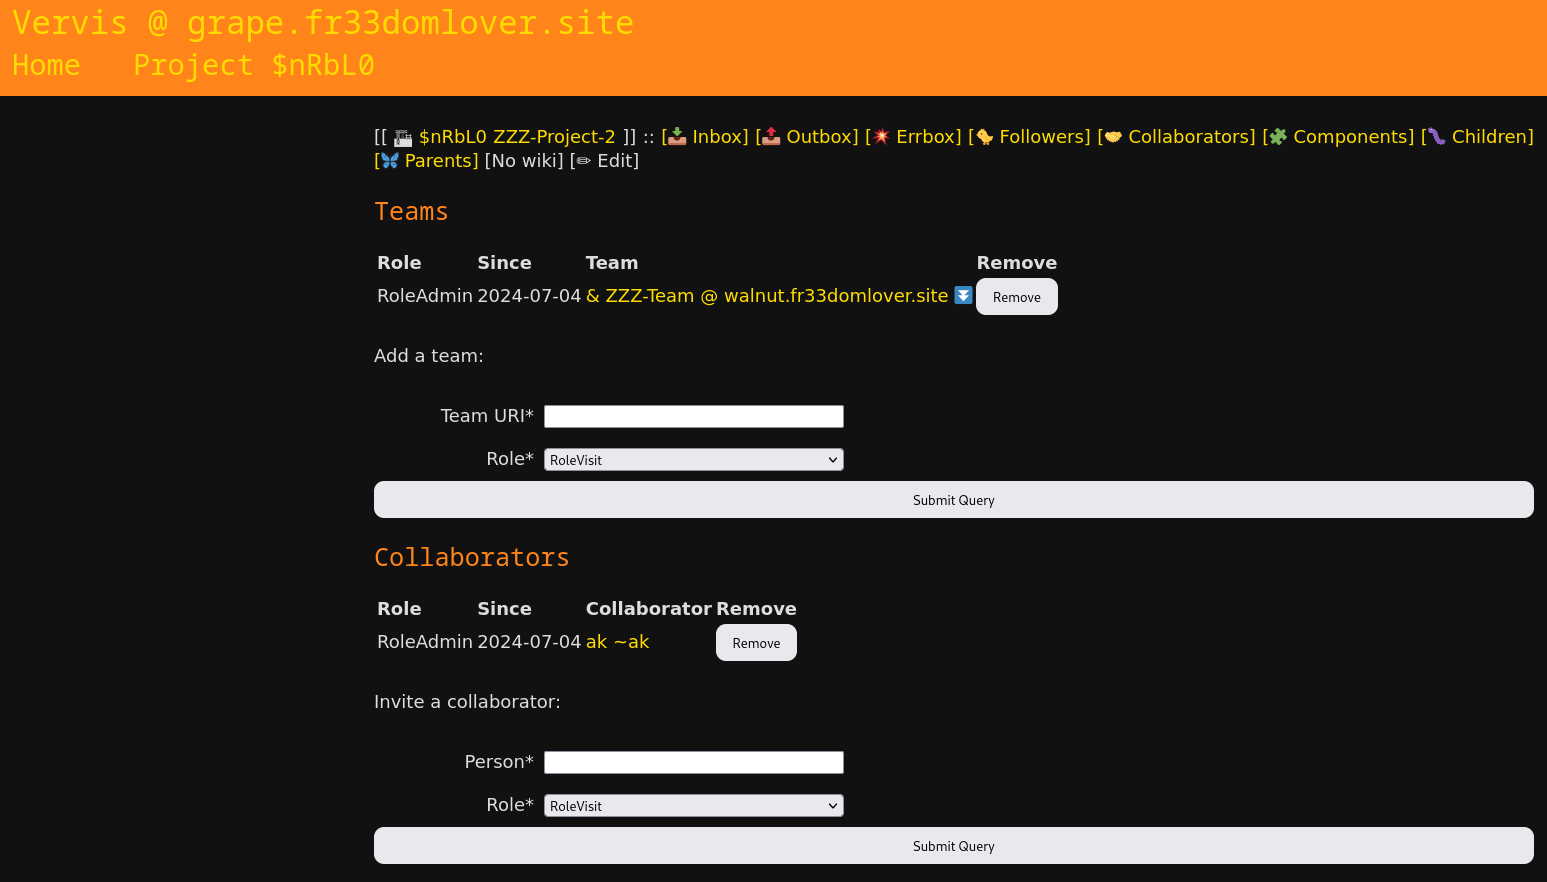 Vervis @ grape.fr33domlover.site
Home Project $nRbL0
[[ 🏗 $nRbL0 ZZZ-Project-2 ]] :: [📥 Inbox] [📤 Outbox] [💥 Errbox] [🐤 Followers] [🤝 Collaborators] [🧩 Components] [🐛 Children]
[🦋 Parents] [No wiki] [✏ Edit]
Teams
Role Since Team Remove
RoleAdmin 2024-07-04 & ZZZ-Team @ walnut.fr33domlover.site ⏬ Remove
Add a team:
Team URI*
Role* RoleVisit
Submit Query
Collaborators
Role Since Collaborator Remove
RoleAdmin 2024-07-04 ak ~ak Remove
Invite a collaborator:
Person*
Role* RoleVisit
Submit Query